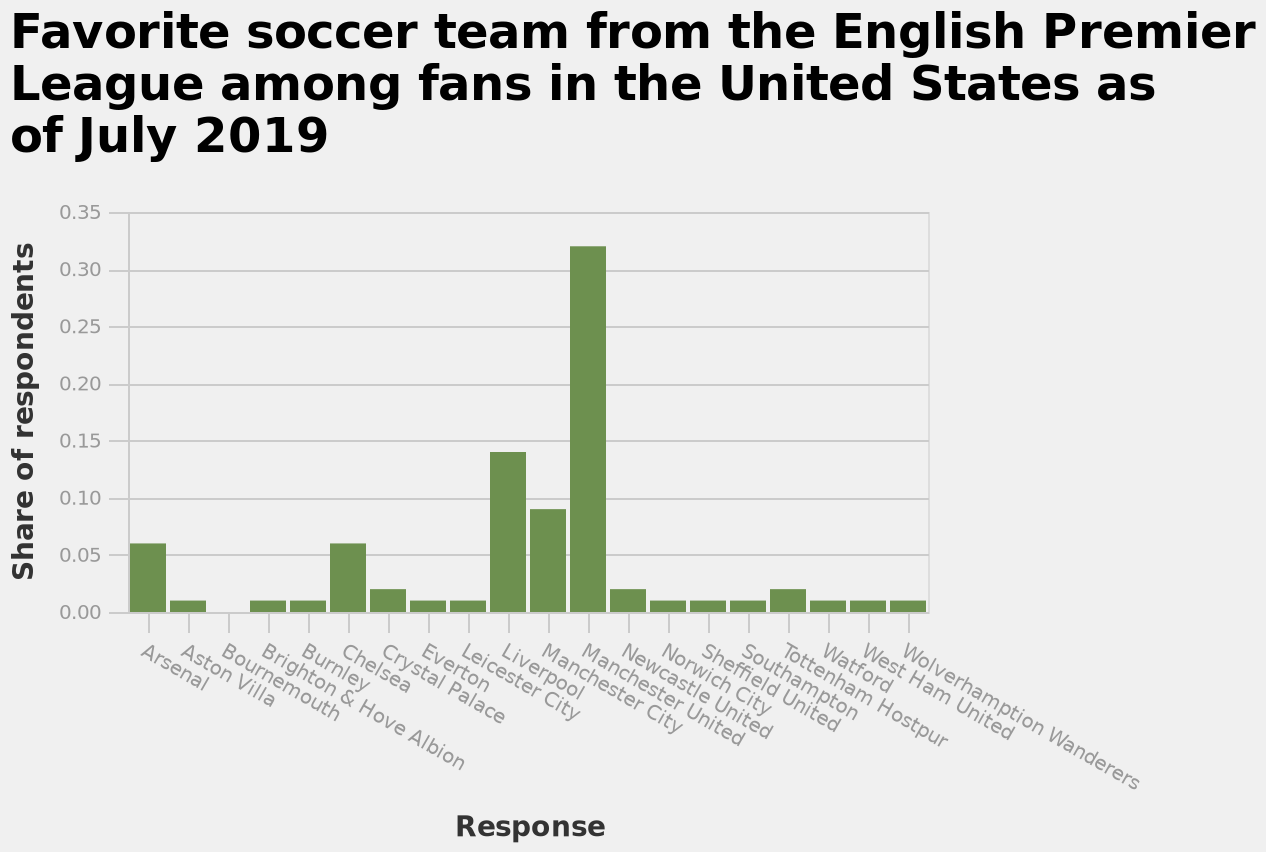 Favorite soccer team from the English Premier
League among fans in the United States as
of July 2019
Share of respondents
0.35
0.30
0.25
0.20
0.15
0.10
0.05
0.00
Arsenal
Aston Villa
Bournemouth
Brighton & Hove Albion
Burnley
Chelsea
Crystal Palace
Everton
Leicester City
Liverpool
Manchester City
Manchester United
Newcastle United
Norwich City
Sheffield United
Southampton
Tottenham Hostpur
Watford
West Ham United
Wolverhampton Wanderers
Response